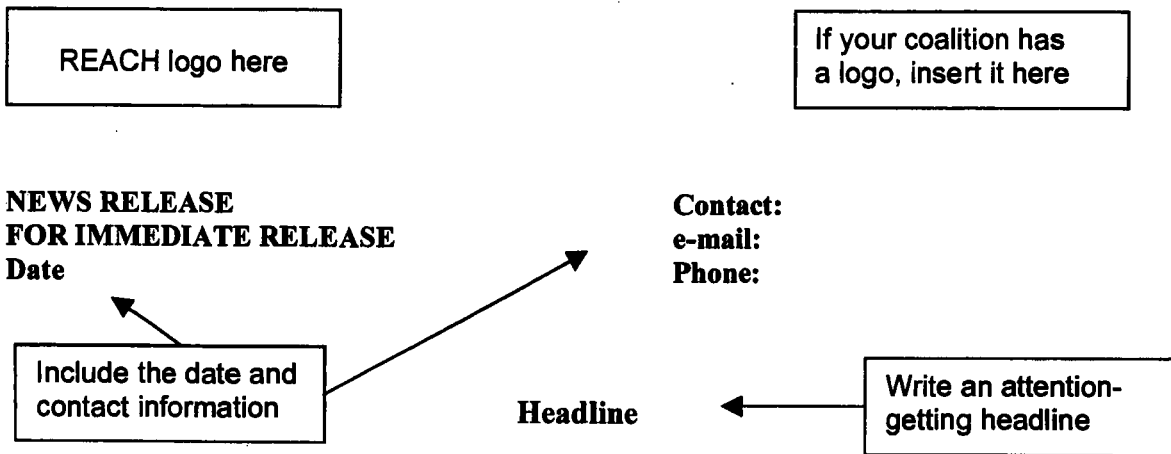 REACH logo here
If your coalition has
a logo, insert it here
NEWS RELEASE
FOR IMMEDIATE RELEASE
Date
Contact:
e-mail:
Phone:
Include the date and
contact information
Headline
Write an attention-
getting headline